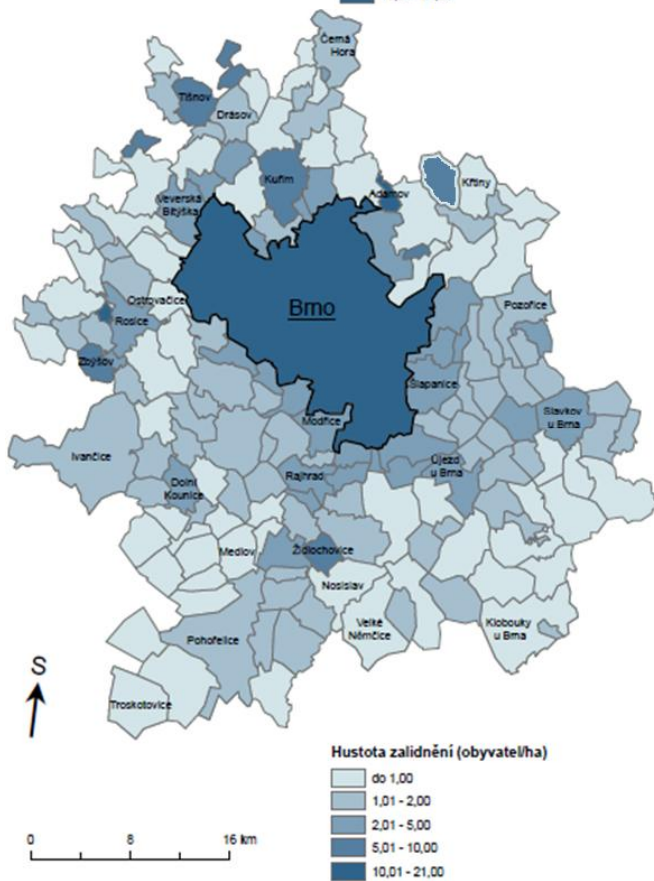 Černá
Hora
Tišnov
Drásov
Kuřim
Adamov
Křtiny
Veverská
Bítýška
Ostrovačice
Brno
Pozořice
Rosice
Zbýšov
Šlapanice
Slavkov
u Brna
Modřice
Ivančice
Újezd
u Brna
Rajhrad
Dolní
Kounice
Medlov
Židlochovice
Nosislav
Velké
Němčice
Klobouky
u Brna
Pohořelice
S
Troskotovice
Hustota zalidnění (obyvatel/ha)
do 1,00
1,01 - 2,00
2,01 - 5,00
5,01 - 10,00
10,01 - 21,00
0 8 16 km